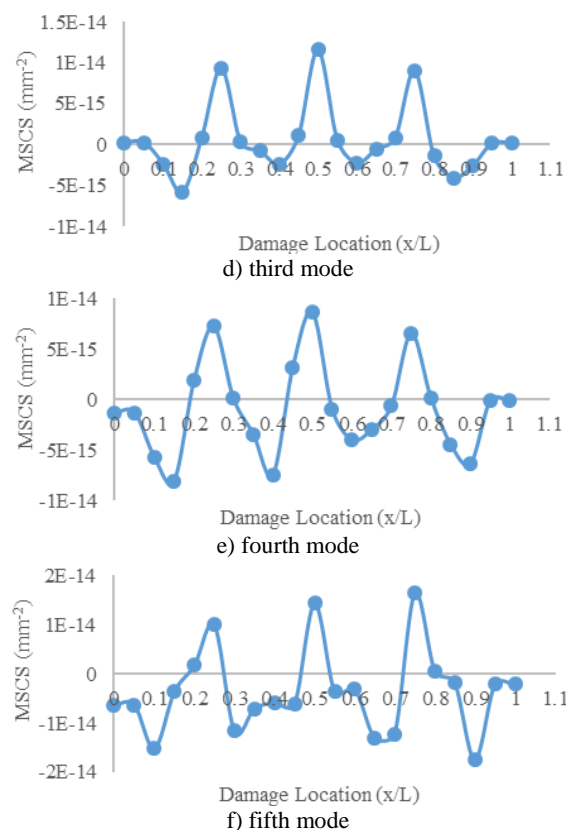 1.5E-14
1E-14
5E-15
0
-5E-15
-1E-14
MSCS (mm-2)
0 0.1 0.2 0.3 0.4 0.5 0.6 0.7 0.8 0.9 1 1.1
Damage Location (x/L)
d) third mode
1E-14
5E-15
0
-5E-15
-1E-14
MSCS (mm-2)
0 0.1 0.2 0.3 0.4 0.5 0.6 0.7 0.8 0.9 1 1.1
Damage Location (x/L)
e) fourth mode
2E-14
1E-14
0
-1E-14
-2E-14
MSCS (mm-2)
0 0.1 0.2 0.3 0.4 0.5 0.6 0.7 0.8 0.9 1 1.1
Damage Location (x/L)
f) fifth mode